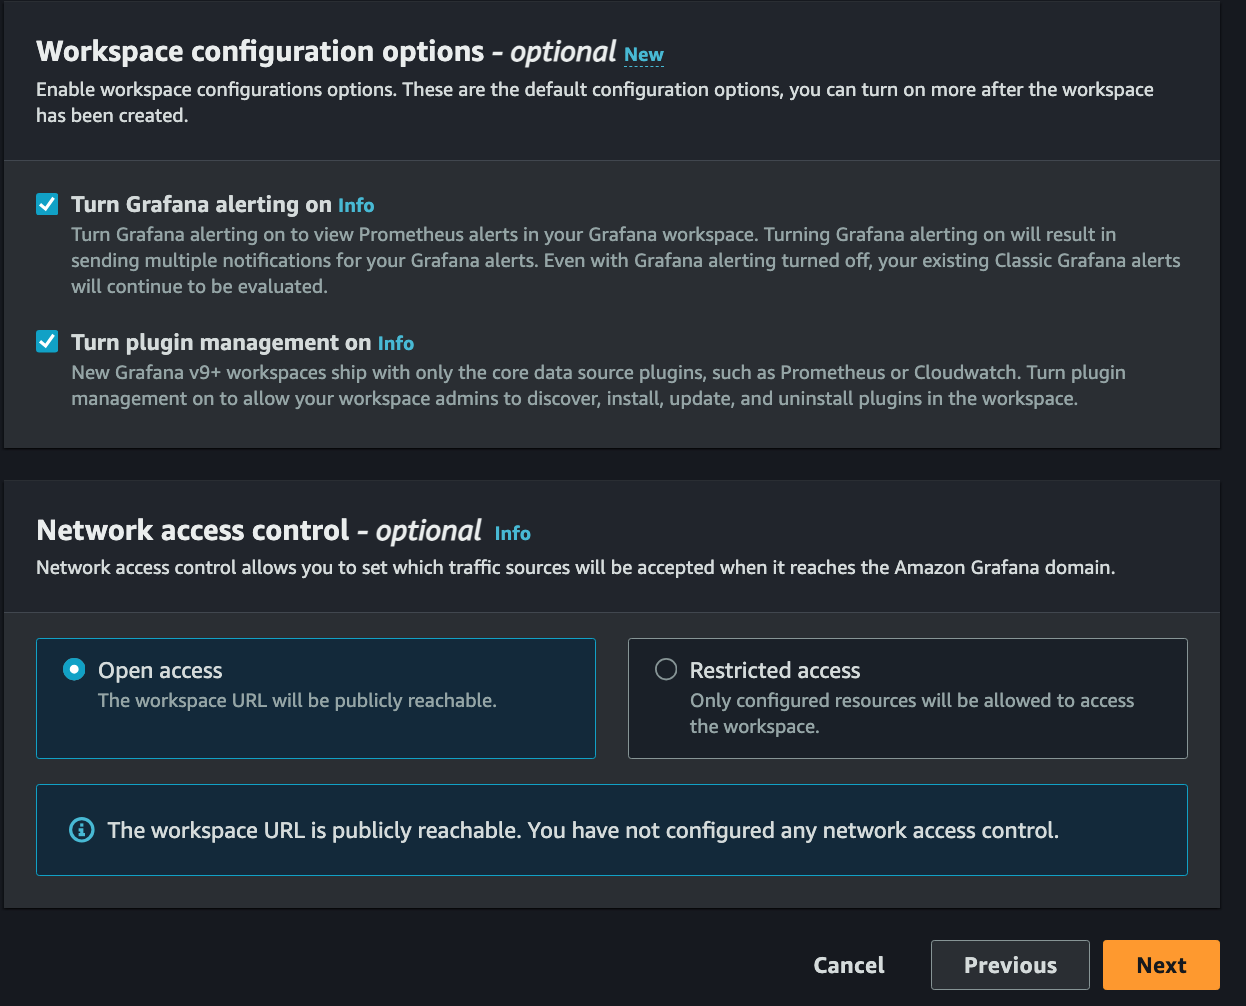 Workspace configuration options - optional New
Enable workspace configurations options. These are the default configuration options, you can turn on more after the workspace
has been created.
Turn Grafana alerting on Info
Turn Grafana alerting on to view Prometheus alerts in your Grafana workspace. Turning Grafana alerting on will result in
sending multiple notifications for your Grafana alerts. Even with Grafana alerting turned off, your existing Classic Grafana alerts
will continue to be evaluated.
Turn plugin management on Info
New Grafana v9+ workspaces ship with only the core data source plugins, such as Prometheus or Cloudwatch. Turn plugin
management on to allow your workspace admins to discover, install, update, and uninstall plugins in the workspace.
Network access control - optional Info
Network access control allows you to set which traffic sources will be accepted when it reaches the Amazon Grafana domain.
Open access
The workspace URL will be publicly reachable.
Restricted access
Only configured resources will be allowed to access
the workspace.
The workspace URL is publicly reachable. You have not configured any network access control.
Cancel
Previous
Next